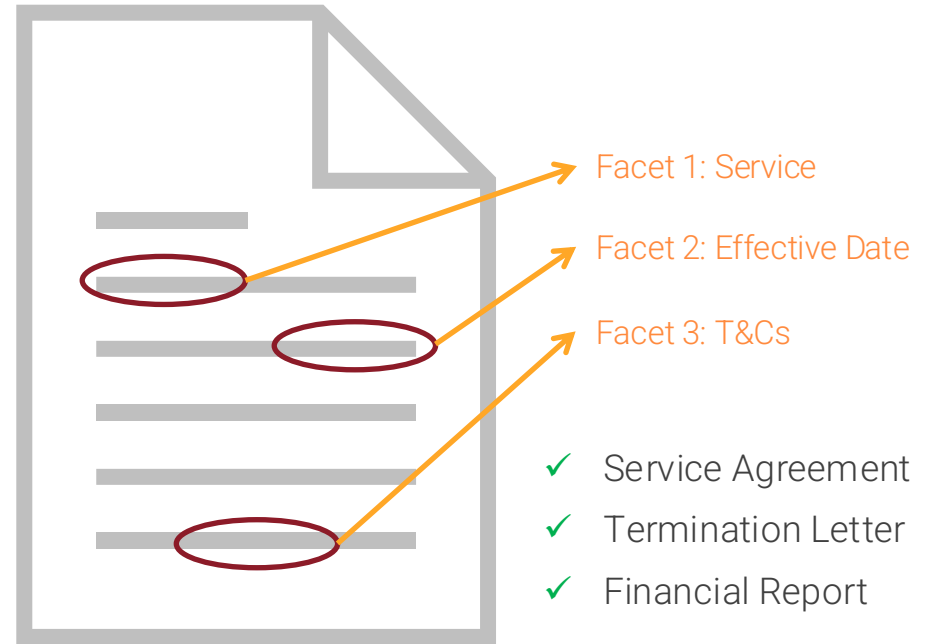 Facet 1: Service
Facet 2: Effective Date
Facet 3: T&Cs
Service Agreement
Termination Letter
Financial Report